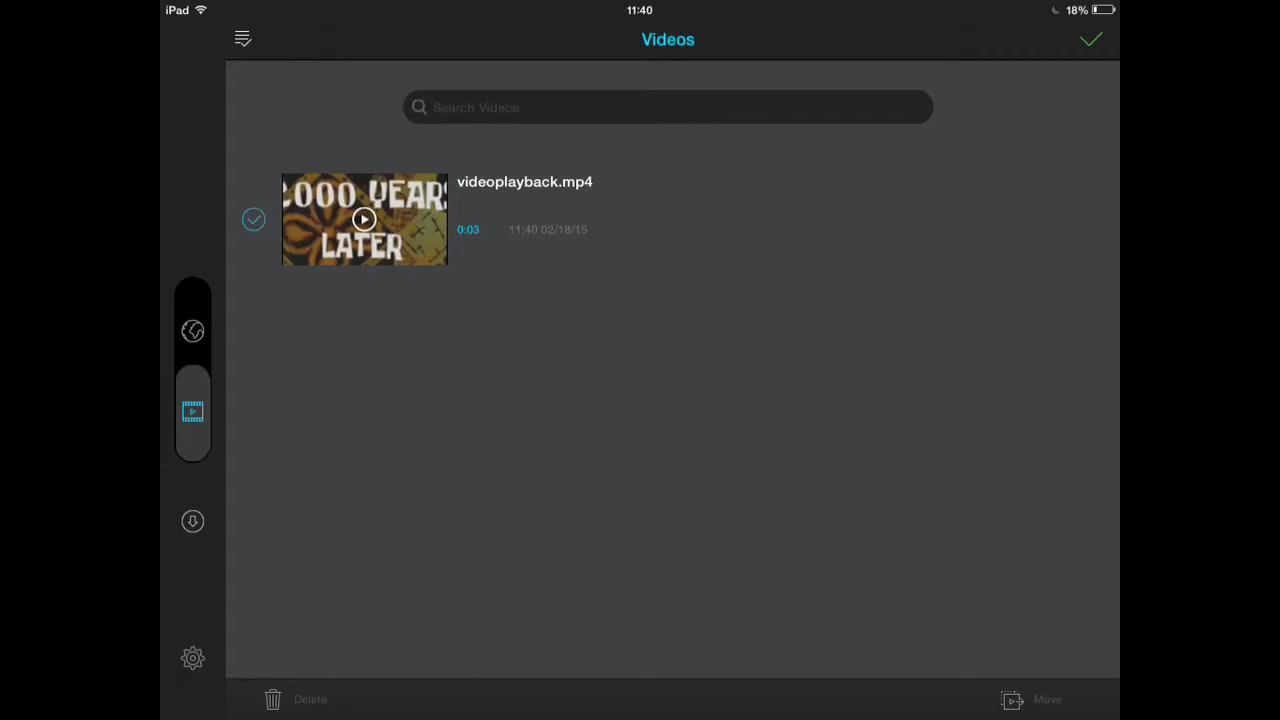 iPad 11:40 18%
Videos
Search Videos
videoplayback.mp4
0:03 11:40 02/18/15
,000 YEARS
LATER
Delete Move